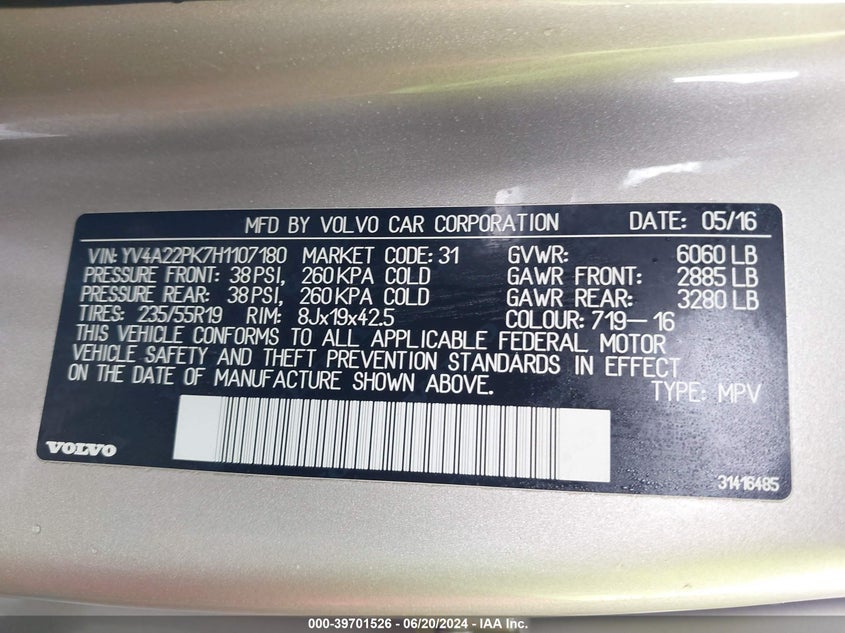 MFD BY VOLVO CAR CORPORATION DATE: 05/16
VIN: YV4A22PK7H1107180 MARKET CODE: 31 GVWR: 6060 LB
PRESSURE FRONT: 38 PSI, 260 KPA COLD GAWR FRONT: 2885 LB
PRESSURE REAR: 38 PSI, 260 KPA COLD GAWR REAR: 3280 LB
TIRES: 235/55R19 RIM: 8Jx19x42.5 COLOUR: 719-16
THIS VEHICLE CONFORMS TO ALL APPLICABLE FEDERAL MOTOR
VEHICLE SAFETY AND THEFT PREVENTION STANDARDS IN EFFECT
ON THE DATE OF MANUFACTURE SHOWN ABOVE. TYPE: MPV
VOLVO
31416485
000-39701526 - 06/20/2024 - IAA Inc.